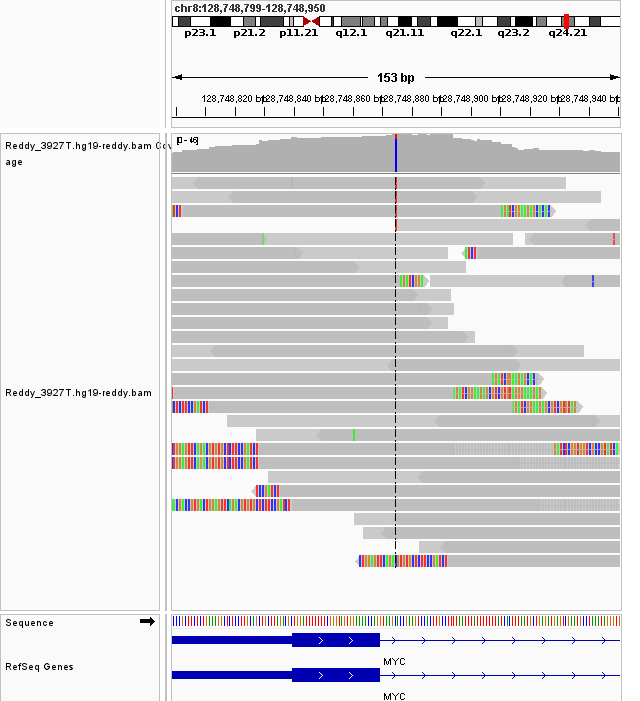 chr8:128,748,799-128,748,950
p23.1 p21.2 p11.21 q12.1 q21.11 q22.1 q23.2 q24.21
153 bp
128,748,820 bp 128,748,840 bp 128,748,860 bp 128,748,880 bp 128,748,900 bp 128,748,920 bp 128,748,940 bp
Reddy_3927T.hg19-reddy.bam Cov
age
Reddy_3927T.hg19-reddy.bam
Sequence
MYC
RefSeq Genes
MYC